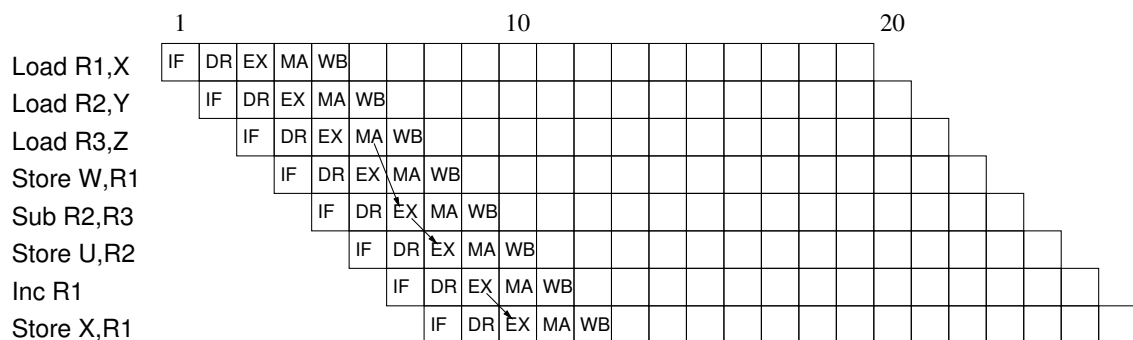 1 10 20
Load R1,X IF DR EX MA WB
Load R2,Y IF DR EX MA WB
Load R3,Z IF DR EX MA WB
Store W,R1 IF DR EX MA WB
Sub R2,R3 IF DR EX MA WB
Store U,R2 IF DR EX MA WB
Inc R1 IF DR EX MA WB
Store X,R1 IF DR EX MA WB